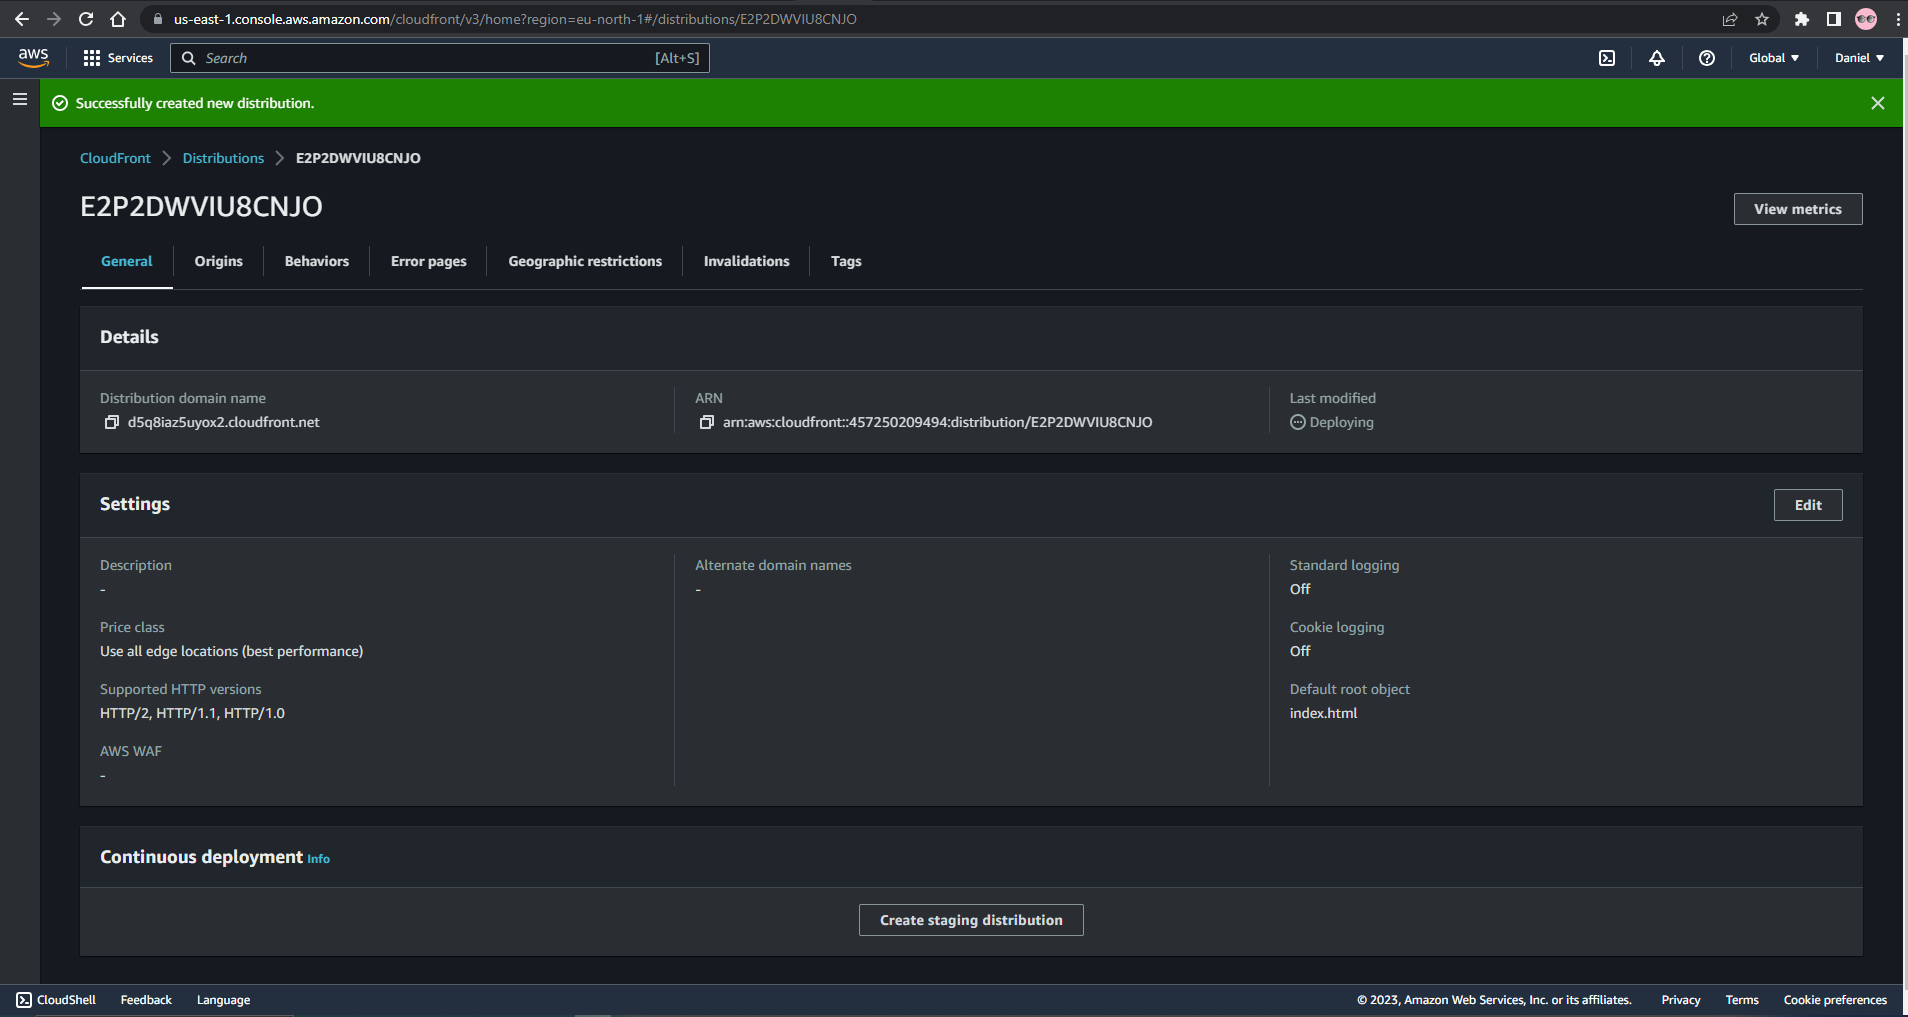 us-east-1.console.aws.amazon.com/cloudfront/v3/home?region=eu-north-1#/distributions/E2P2DWVIU8CNJO
aws Services Search [Alt+S] Global Daniel
Successfully created new distribution.
CloudFront Distributions E2P2DWVIU8CNJO
E2P2DWVIU8CNJO
View metrics
General Origins Behaviors Error pages Geographic restrictions Invalidations Tags
Details
Distribution domain name
d5q8iaz5uyox2.cloudfront.net
ARN
arn:aws:cloudfront::457250209494:distribution/E2P2DWVIU8CNJO
Last modified
Deploying
Settings
Edit
Description
-
Price class
Use all edge locations (best performance)
Supported HTTP versions
HTTP/2, HTTP/1.1, HTTP/1.0
AWS WAF
-
Alternate domain names
-
Standard logging
Off
Cookie logging
Off
Default root object
index.html
Continuous deployment Info
Create staging distribution
CloudShell Feedback Language © 2023, Amazon Web Services, Inc. or its affiliates. Privacy Terms Cookie preferences